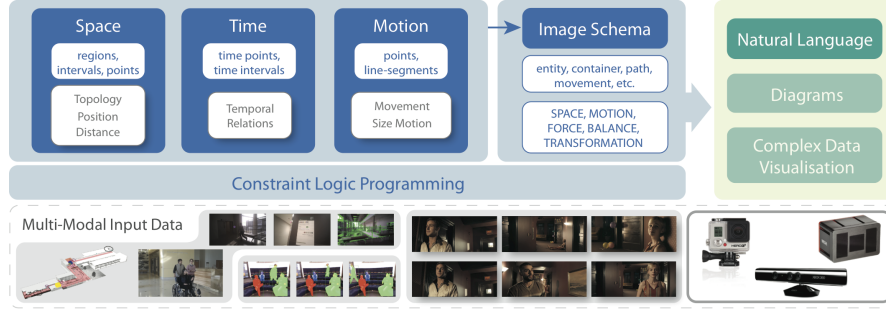 Space
regions,
intervals, points
Topology
Position
Distance
Time
time points,
time intervals
Temporal
Relations
Motion
points,
line-segments
Movement
Size Motion
Image Schema
entity, container, path,
movement, etc.
SPACE, MOTION,
FORCE, BALANCE,
TRANSFORMATION
Natural Language
Diagrams
Complex Data
Visualisation
Constraint Logic Programming
Multi-Modal Input Data